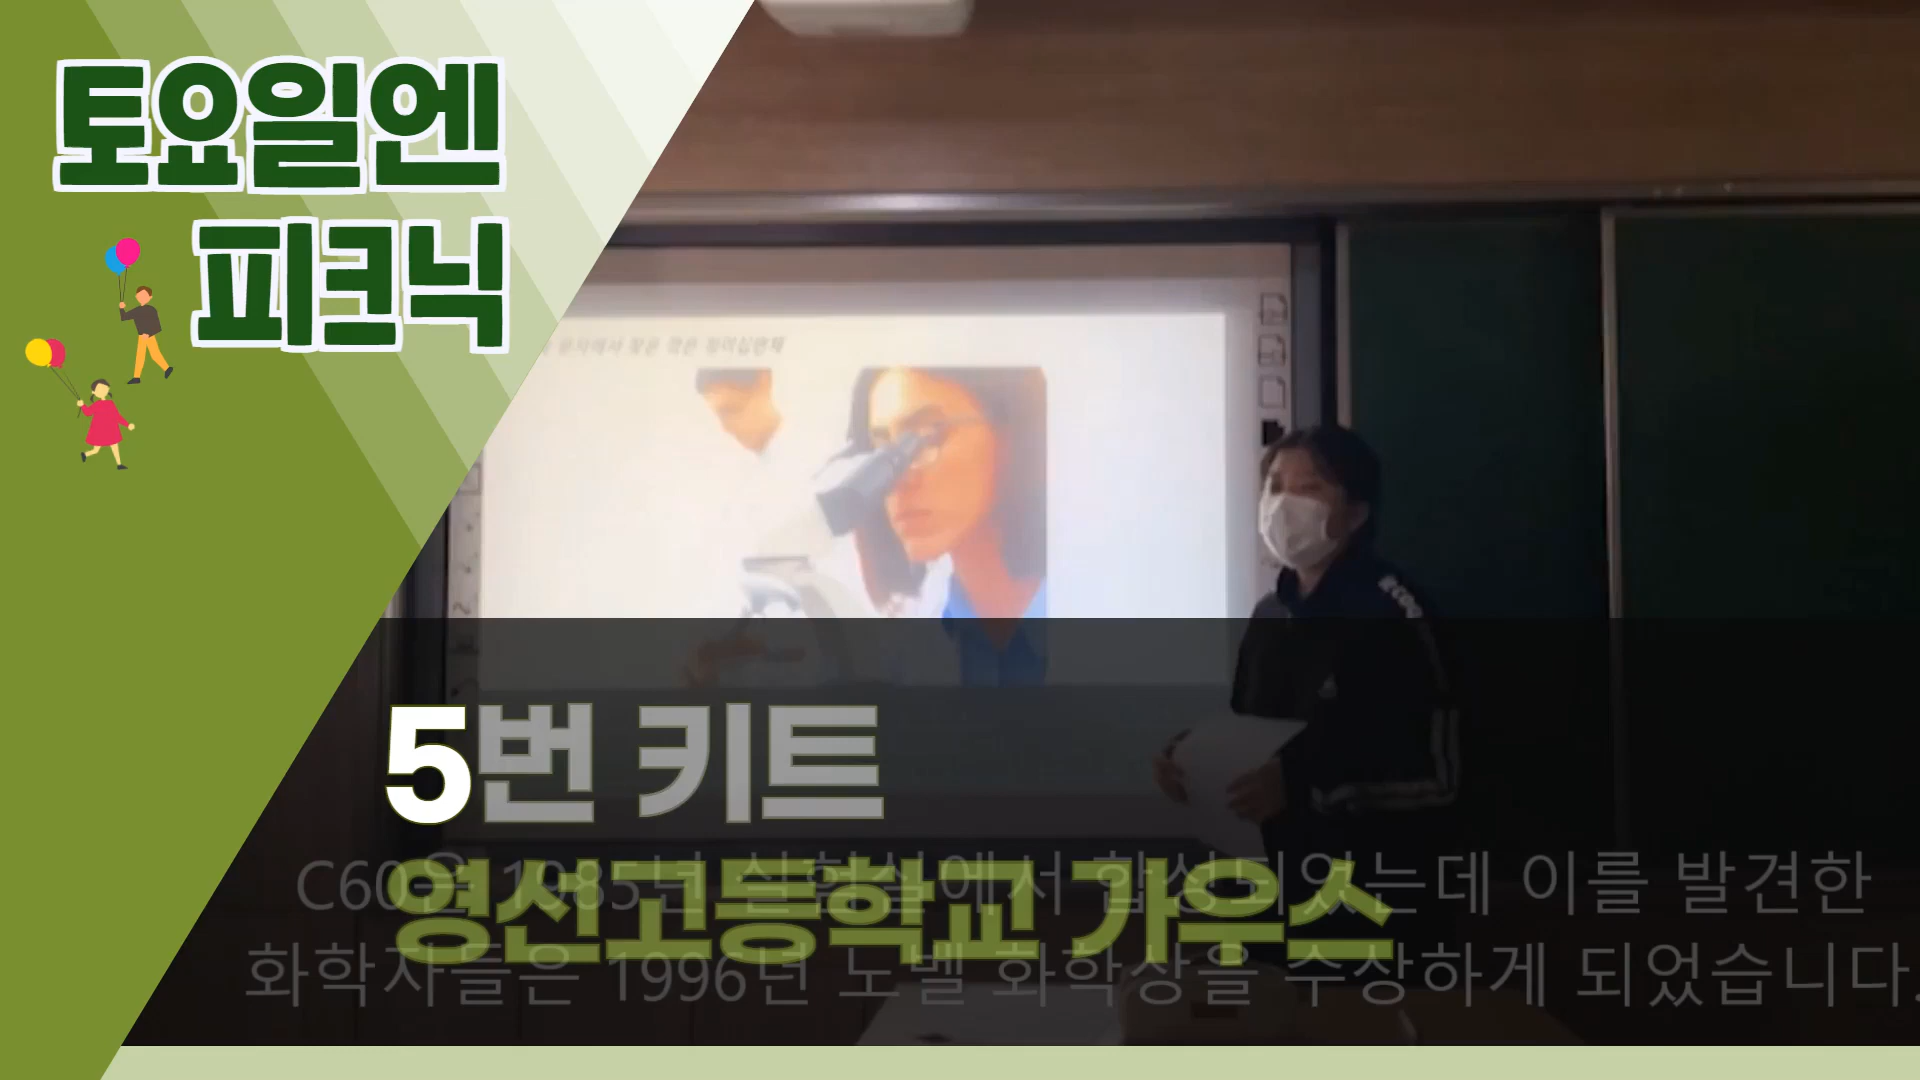 토요일엔
피크닉
5번 키트
영선고등학교 가우스
C60은 1985년 실험실에서 합성되었는데 이를 발견한
화학자들은 1996년 노벨 화학상을 수상하게 되었습니다.